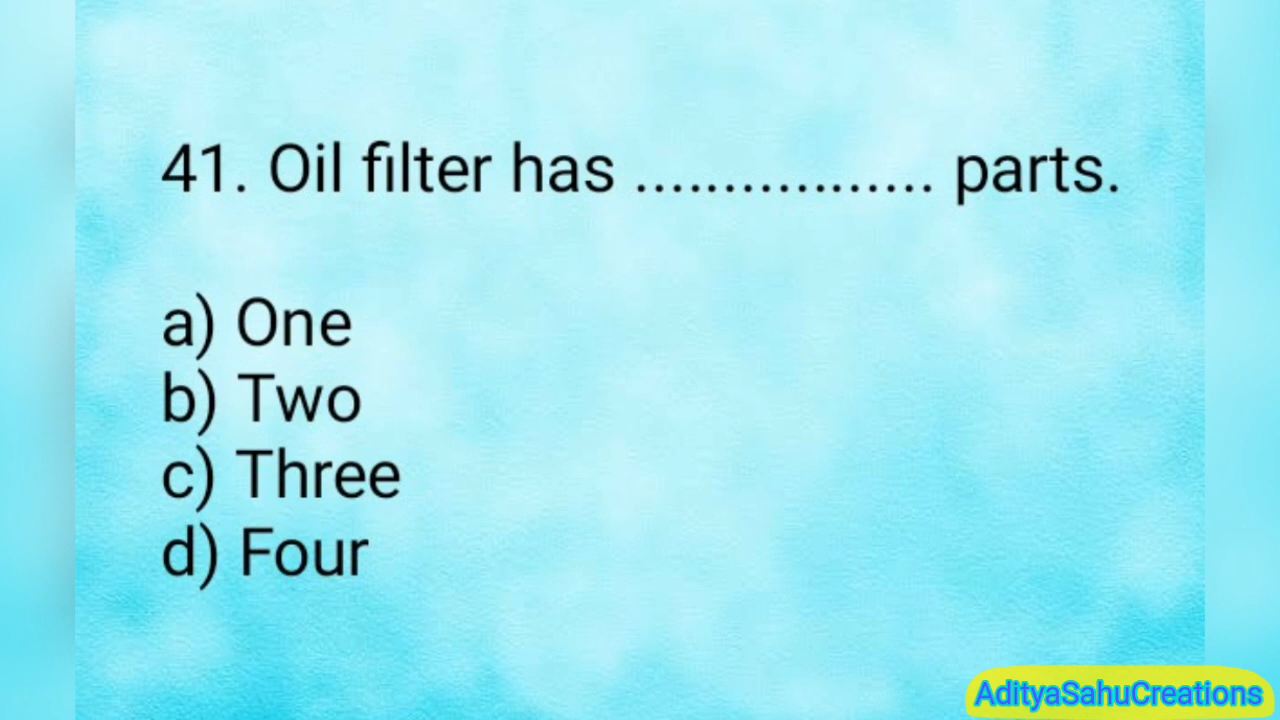 41. Oil filter has ................. parts.
a) One
b) Two
c) Three
d) Four
AdityaSahuCreations